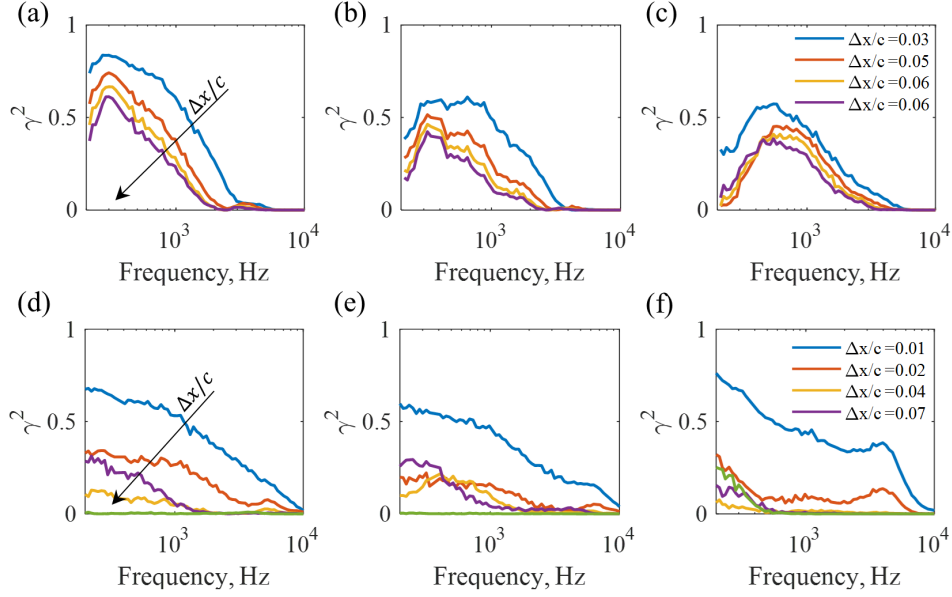 (a)
(b)
(c)
1
0.5
0
γ²
Δx/c
10³
10⁴
Frequency, Hz
1
0.5
0
γ²
10³
10⁴
Frequency, Hz
1
0.5
0
γ²
Δx/c =0.03
Δx/c =0.05
Δx/c =0.06
Δx/c =0.06
10³
10⁴
Frequency, Hz
(d)
(e)
(f)
1
0.5
0
γ²
Δx/c
10³
10⁴
Frequency, Hz
1
0.5
0
γ²
10³
10⁴
Frequency, Hz
1
0.5
0
γ²
Δx/c =0.01
Δx/c =0.02
Δx/c =0.04
Δx/c =0.07
10³
10⁴
Frequency, Hz